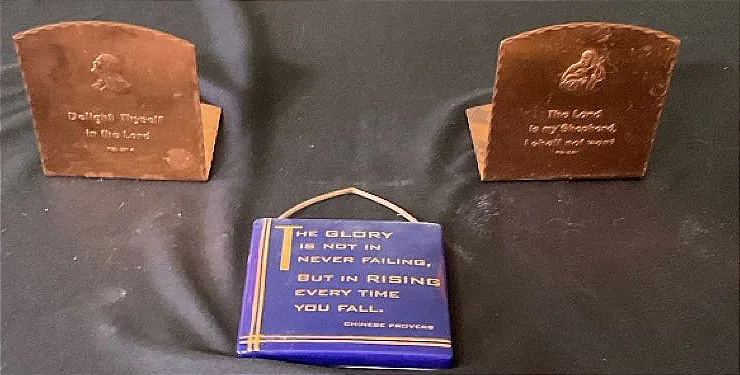 Delight Thyself
in the Lord
The Lord
is my Shepherd,
I shall not want
THE GLORY
IS NOT IN
NEVER FAILING,
BUT IN RISING
EVERY TIME
YOU FALL.
CHINESE PROVERB